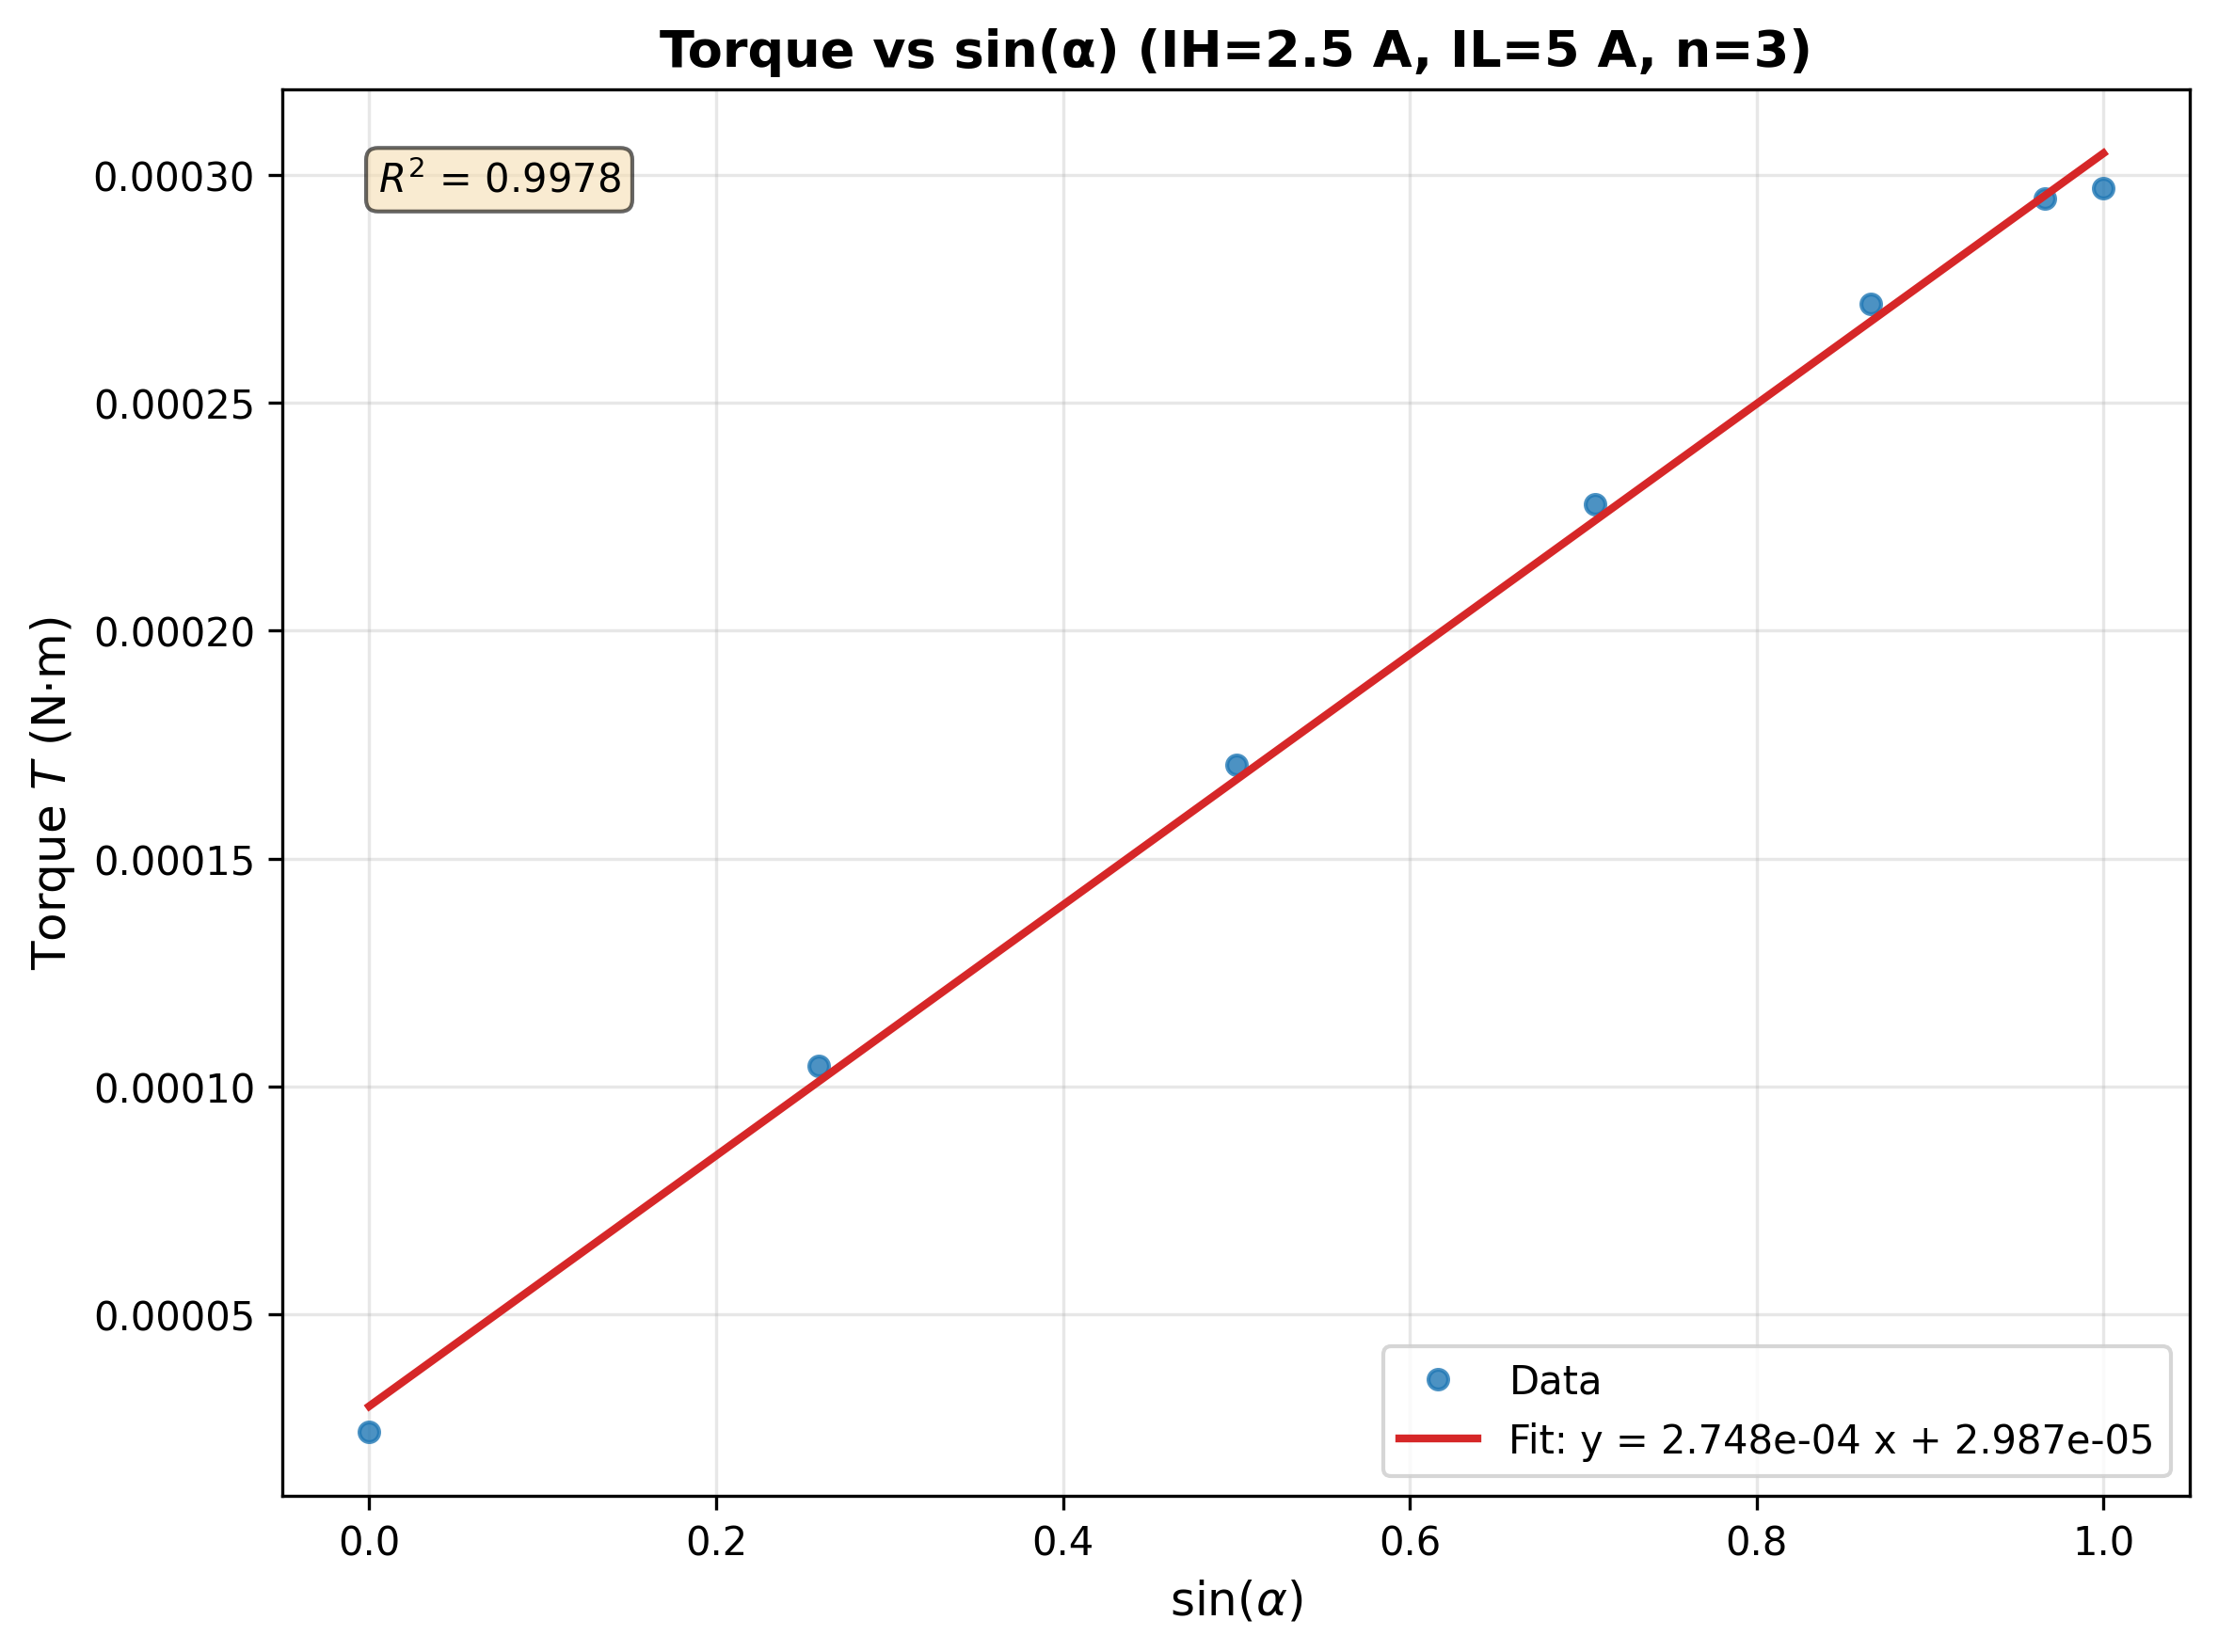 Torque vs sin(α) (IH=2.5 A, IL=5 A, n=3)
R² = 0.9978
0.00030
0.00025
0.00020
0.00015
0.00010
0.00005
Torque T (N·m)
Data
Fit: y = 2.748e-04 x + 2.987e-05
0.0 0.2 0.4 0.6 0.8 1.0
sin(α)